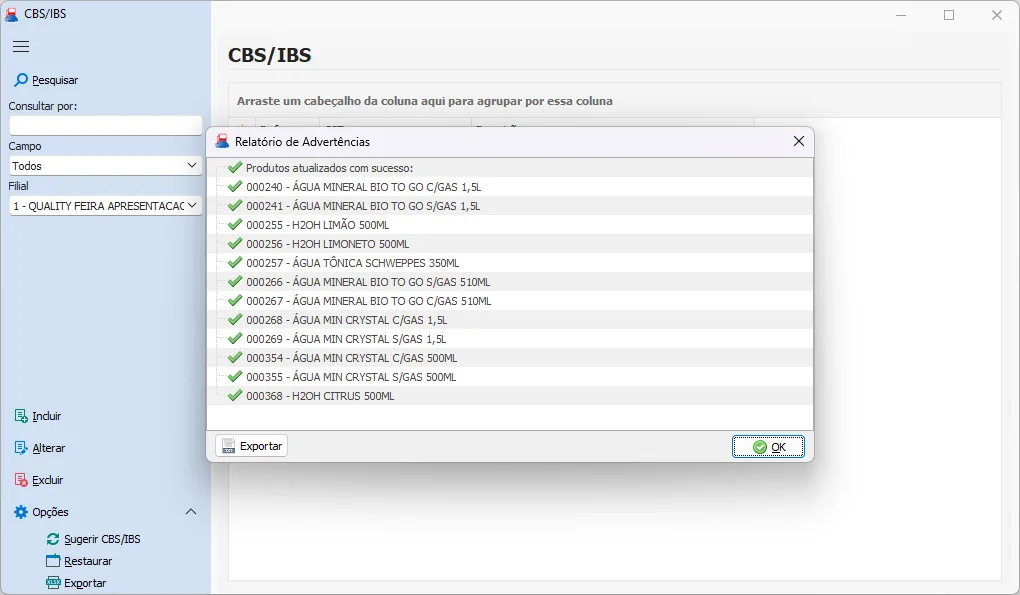 CBS/IBS
Pesquisar
Consultar por:
Campo
Todos
Filial
1 - QUALITY FEIRA APRESENTACAC
Incluir
Alterar
Excluir
Opções
Sugerir CBS/IBS
Restaurar
Exportar
CBS/IBS
Arraste um cabeçalho da coluna aqui para agrupar por essa coluna
Relatório de Advertências
Produtos atualizados com sucesso:
000240 - ÁGUA MINERAL BIO TO GO C/GAS 1,5L
000241 - ÁGUA MINERAL BIO TO GO S/GAS 1,5L
000255 - H2OH LIMÃO 500ML
000256 - H2OH LIMONETO 500ML
000257 - ÁGUA TÔNICA SCHWEPPES 350ML
000266 - ÁGUA MINERAL BIO TO GO S/GAS 510ML
000267 - ÁGUA MINERAL BIO TO GO C/GAS 510ML
000268 - ÁGUA MIN CRYSTAL C/GAS 1,5L
000269 - ÁGUA MIN CRYSTAL S/GAS 1,5L
000354 - ÁGUA MIN CRYSTAL C/GAS 500ML
000355 - ÁGUA MIN CRYSTAL S/GAS 500ML
000368 - H2OH CITRUS 500ML
Exportar
OK